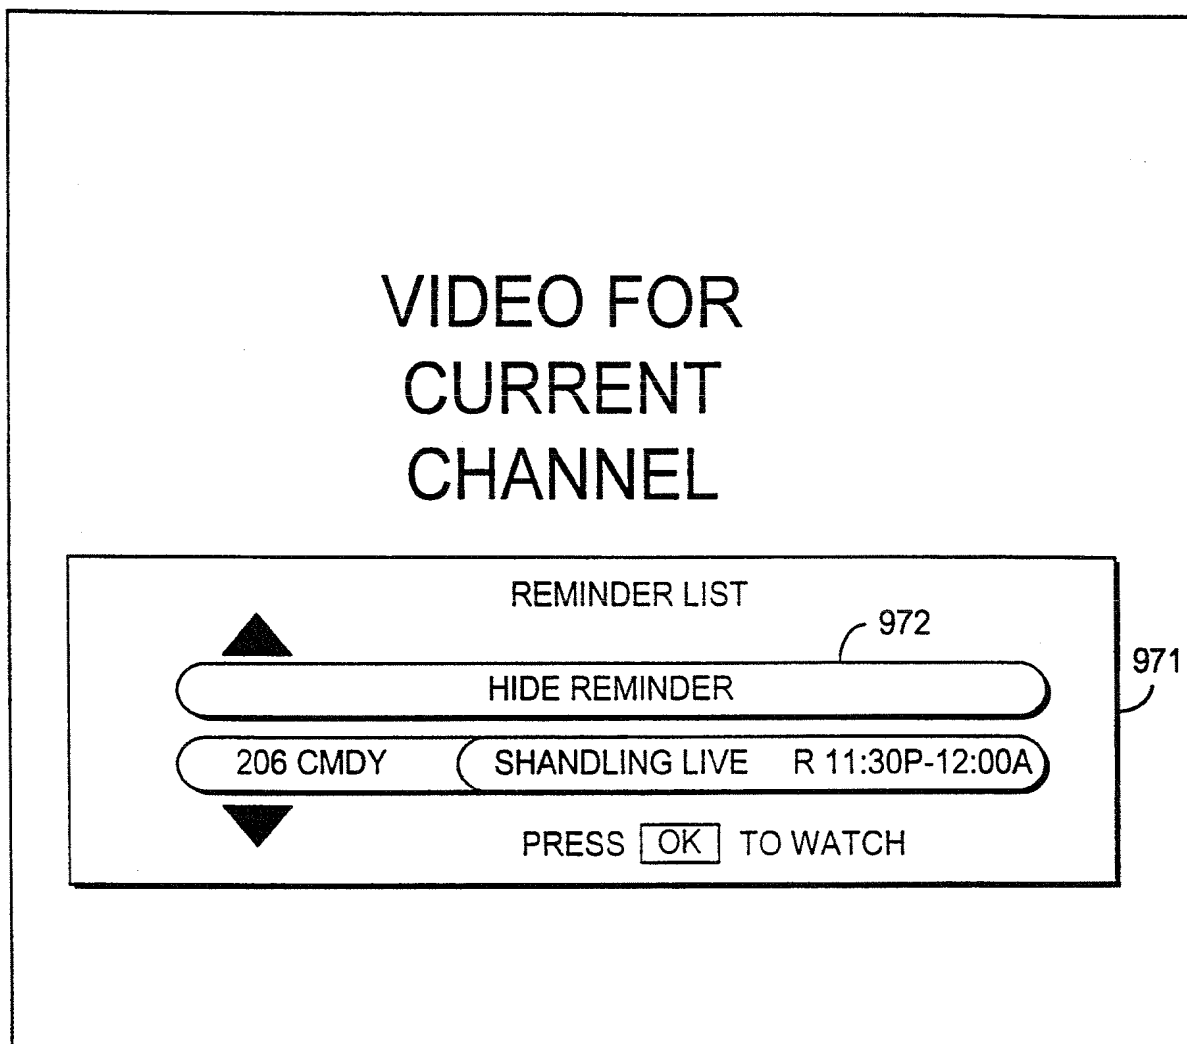 VIDEO FOR
CURRENT
CHANNEL
REMINDER LIST
972
971
HIDE REMINDER
206 CMDY SHANDLING LIVE R 11:30P-12:00A
PRESS OK TO WATCH